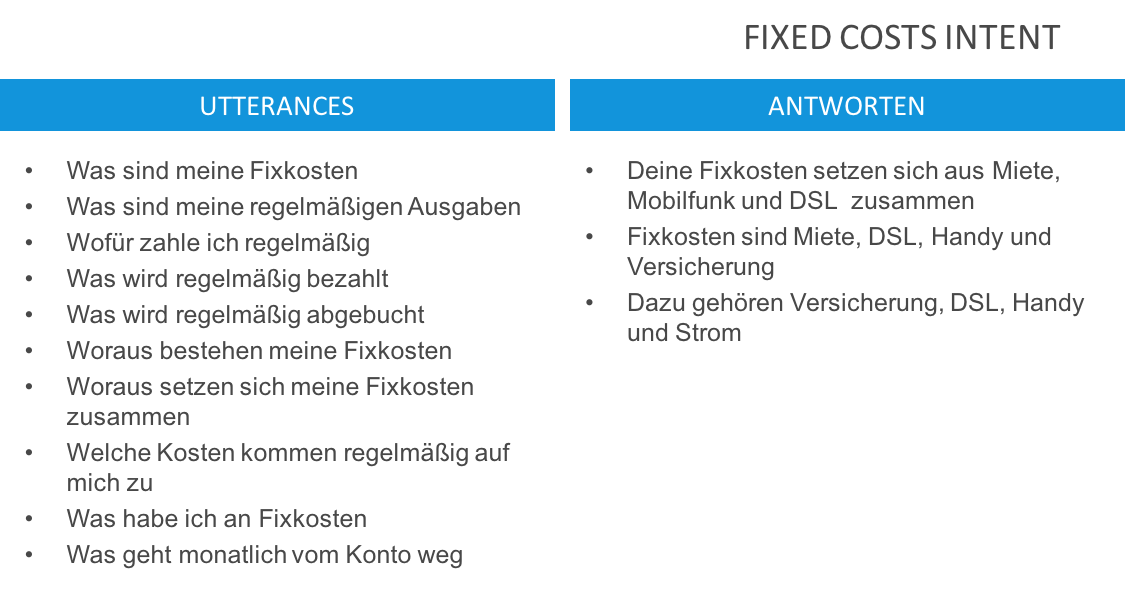 FIXED COSTS INTENT
UTTERANCES
• Was sind meine Fixkosten
• Was sind meine regelmäßigen Ausgaben
• Wofür zahle ich regelmäßig
• Was wird regelmäßig bezahlt
• Was wird regelmäßig abgebucht
• Woraus bestehen meine Fixkosten
• Woraus setzen sich meine Fixkosten
zusammen
• Welche Kosten kommen regelmäßig auf
mich zu
• Was habe ich an Fixkosten
• Was geht monatlich vom Konto weg
ANTWORTEN
• Deine Fixkosten setzen sich aus Miete,
Mobilfunk und DSL zusammen
• Fixkosten sind Miete, DSL, Handy und
Versicherung
• Dazu gehören Versicherung, DSL, Handy
und Strom